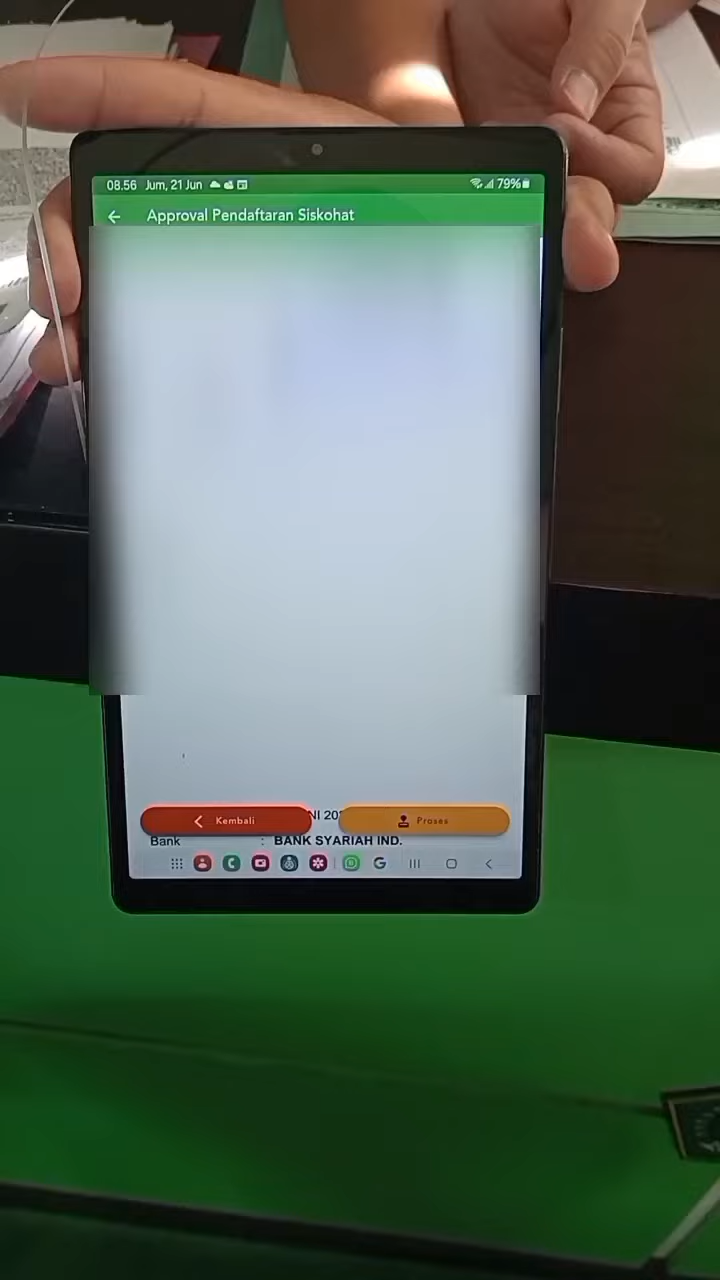 08.56 Jum, 21 Jun 79%
Approval Pendaftaran Siskohat
Kembali
Proses
Bank : BANK SYARIAH IND.